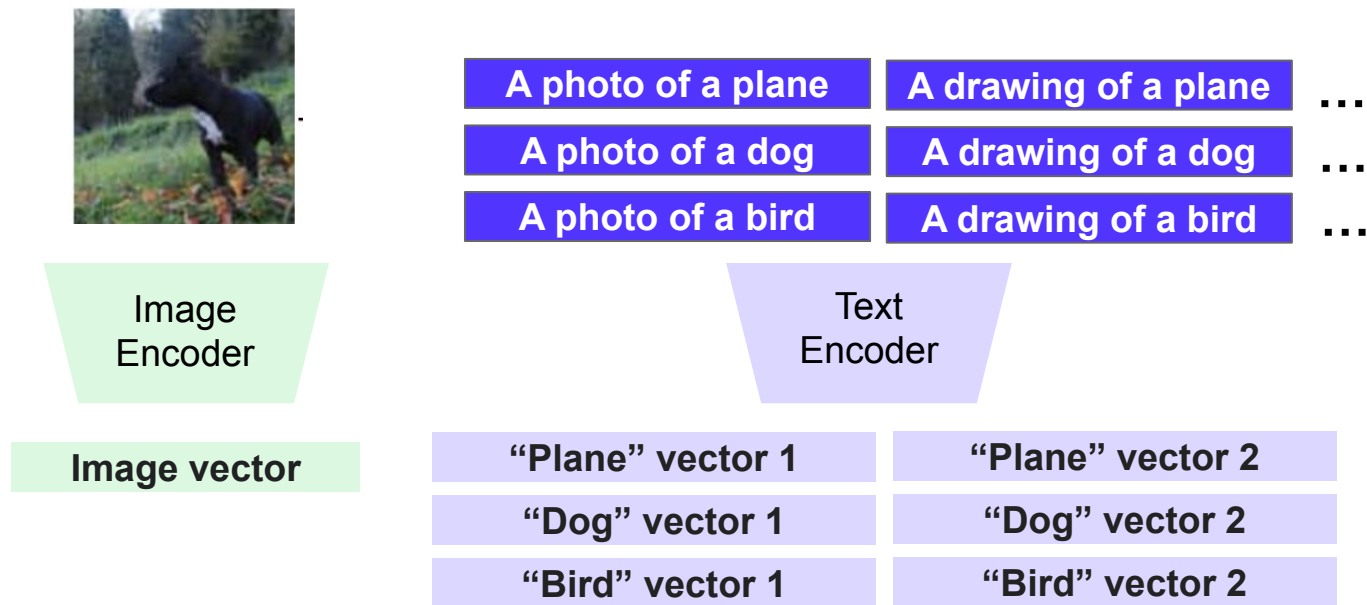 A photo of a plane
A drawing of a plane
...
A photo of a dog
A drawing of a dog
...
A photo of a bird
A drawing of a bird
...
Image
Encoder
Text
Encoder
Image vector
“Plane” vector 1
“Plane” vector 2
“Dog” vector 1
“Dog” vector 2
“Bird” vector 1
“Bird” vector 2